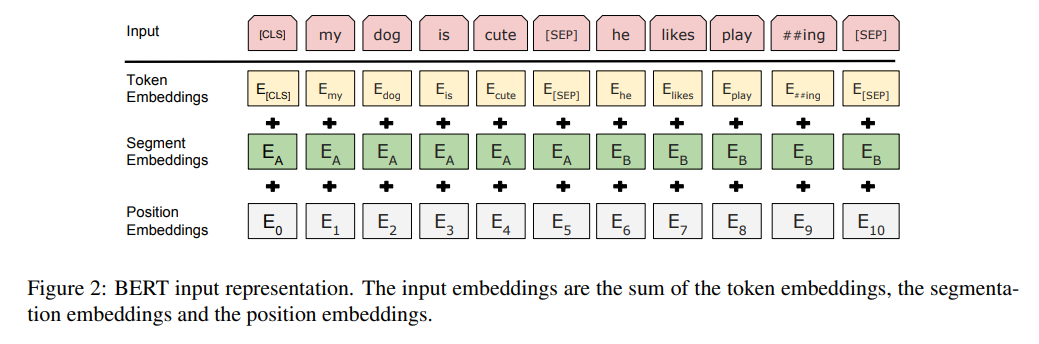 Input [CLS] my dog is cute [SEP] he likes play ##ing [SEP]
Token
Embeddings E[CLS] Emy Edog Eis Ecute E[SEP] Ehe Elikes Eplay E##ing E[SEP]
+ + + + + + + + + + +
Segment
Embeddings EA EA EA EA EA EA EB EB EB EB EB
+ + + + + + + + + + +
Position
Embeddings E0 E1 E2 E3 E4 E5 E6 E7 E8 E9 E10
Figure 2: BERT input representation. The input embeddings are the sum of the token embeddings, the segmenta-
tion embeddings and the position embeddings.